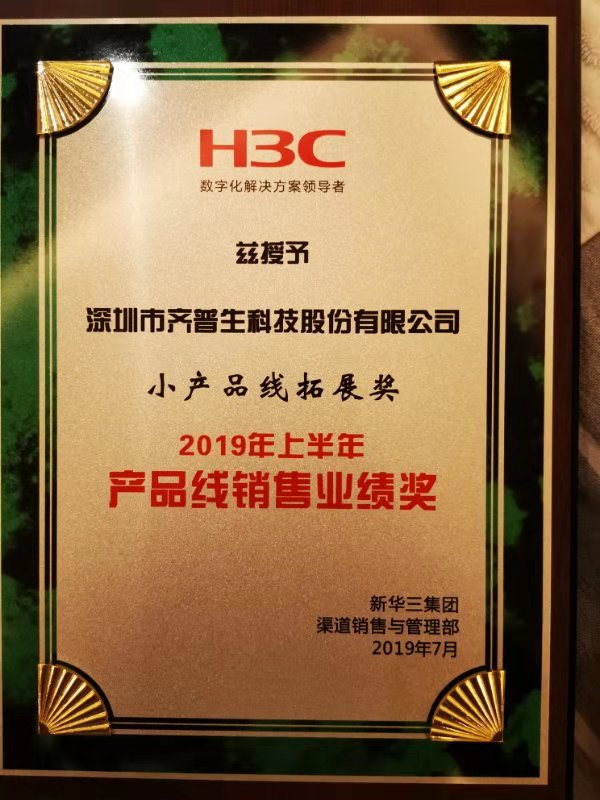 H3C
数字化解决方案领导者
兹授予
深圳市齐普生科技股份有限公司
小产品线拓展奖
2019年上半年
产品线销售业绩奖
新华三集团
渠道销售与管理部
2019年7月